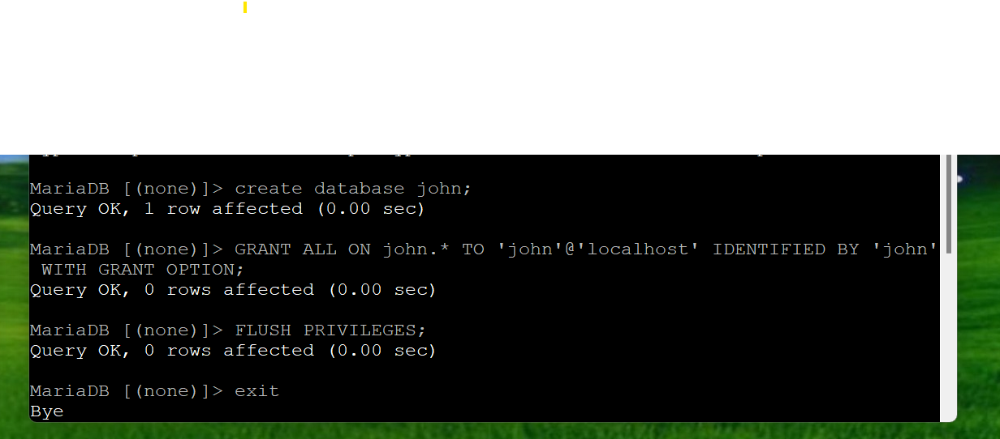 MariaDB [(none)]> create database john;
Query OK, 1 row affected (0.00 sec)
MariaDB [(none)]> GRANT ALL ON john.* TO 'john'@'localhost' IDENTIFIED BY 'john'
WITH GRANT OPTION;
Query OK, 0 rows affected (0.00 sec)
MariaDB [(none)]> FLUSH PRIVILEGES;
Query OK, 0 rows affected (0.00 sec)
MariaDB [(none)]> exit
Bye